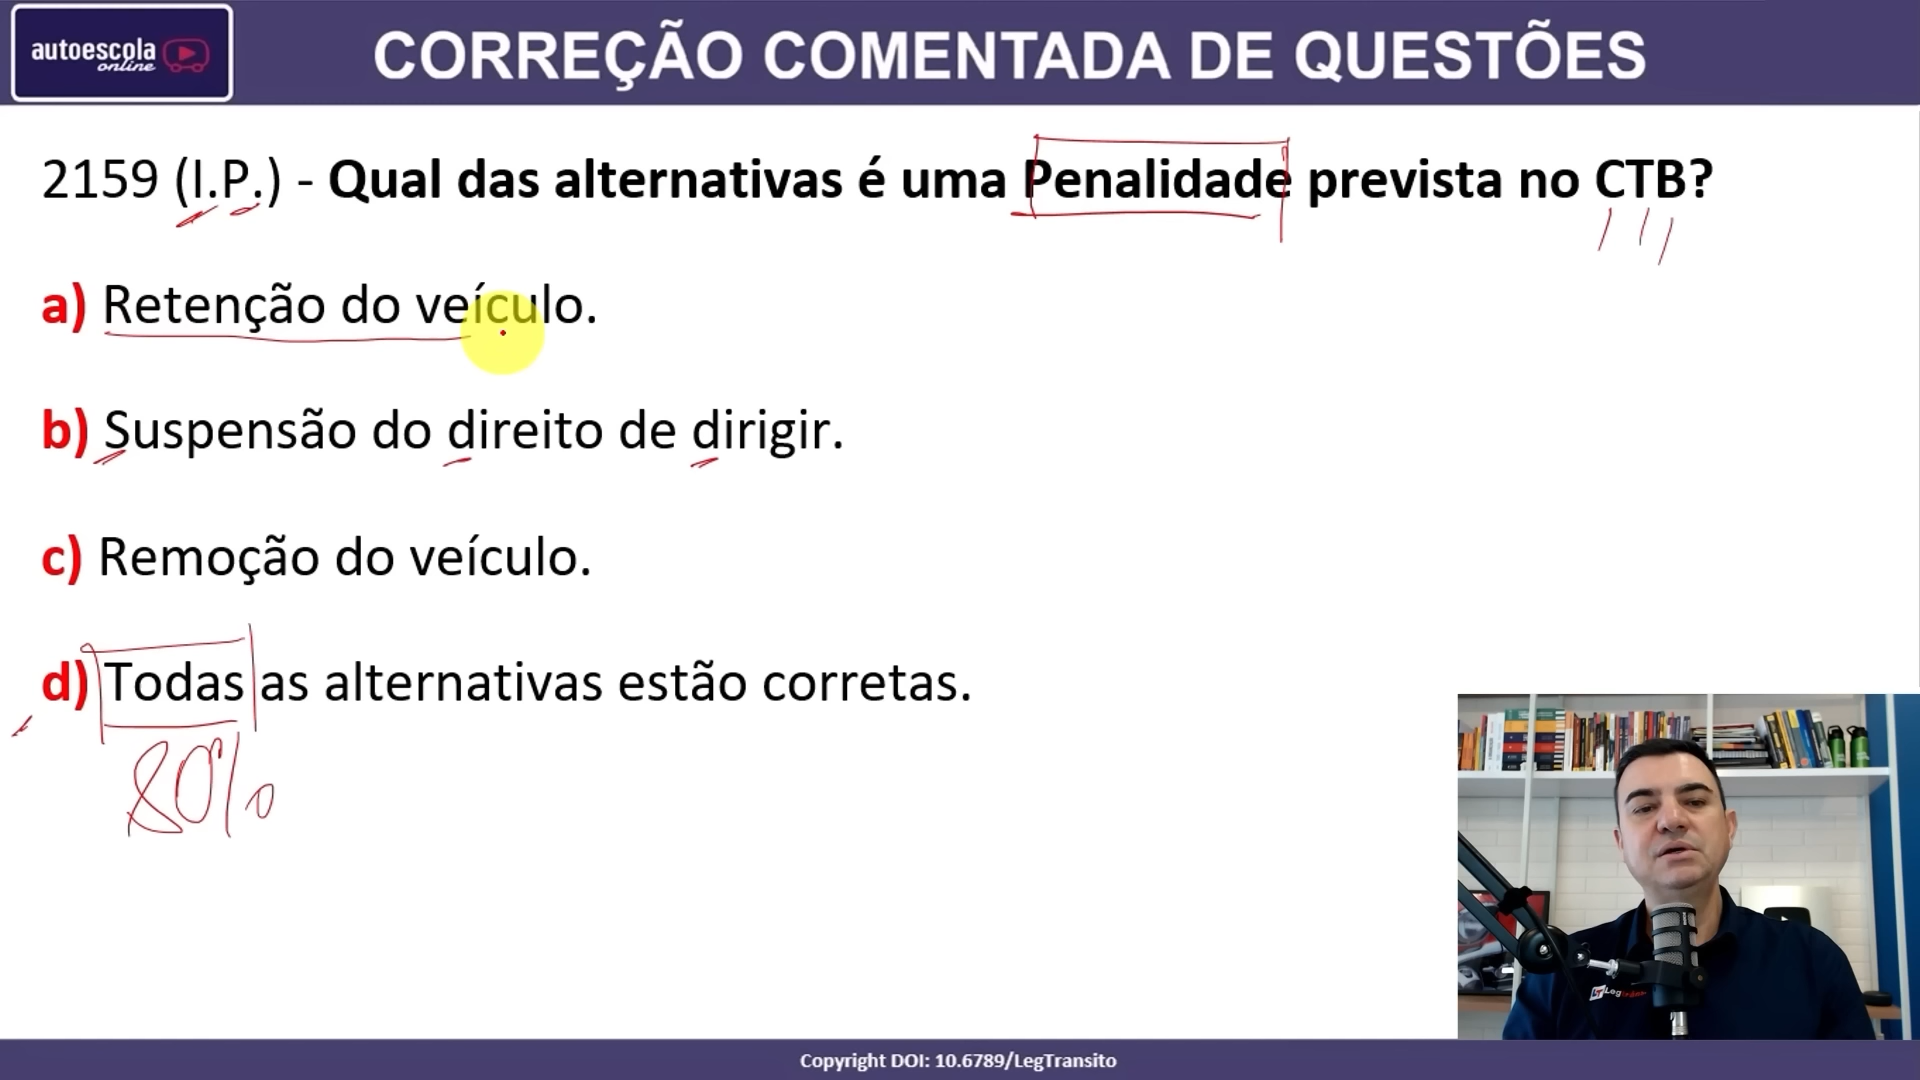 autoescola
online
CORREÇÃO COMENTADA DE QUESTÕES
2159 (I.P.) - Qual das alternativas é uma Penalidade prevista no CTB?
a) Retenção do veículo.
b) Suspensão do direito de dirigir.
c) Remoção do veículo.
d) Todas as alternativas estão corretas.
80%
Copyright DOI: 10.6789/LegTransito